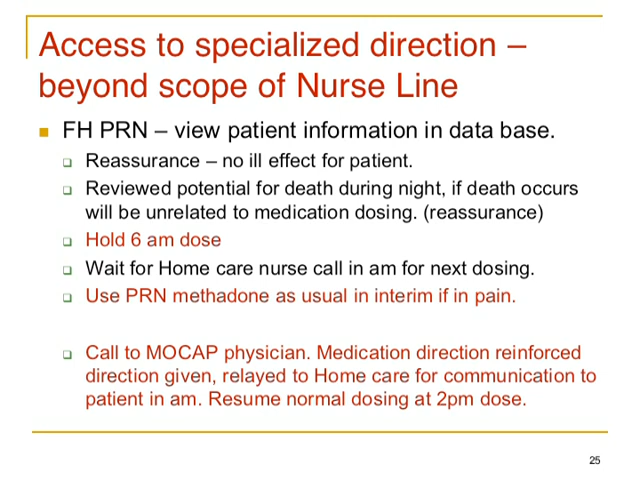 Access to specialized direction –
beyond scope of Nurse Line
FH PRN – view patient information in data base.
Reassurance – no ill effect for patient.
Reviewed potential for death during night, if death occurs
will be unrelated to medication dosing. (reassurance)
Hold 6 am dose
Wait for Home care nurse call in am for next dosing.
Use PRN methadone as usual in interim if in pain.
Call to MOCAP physician. Medication direction reinforced
direction given, relayed to Home care for communication to
patient in am. Resume normal dosing at 2pm dose.
25